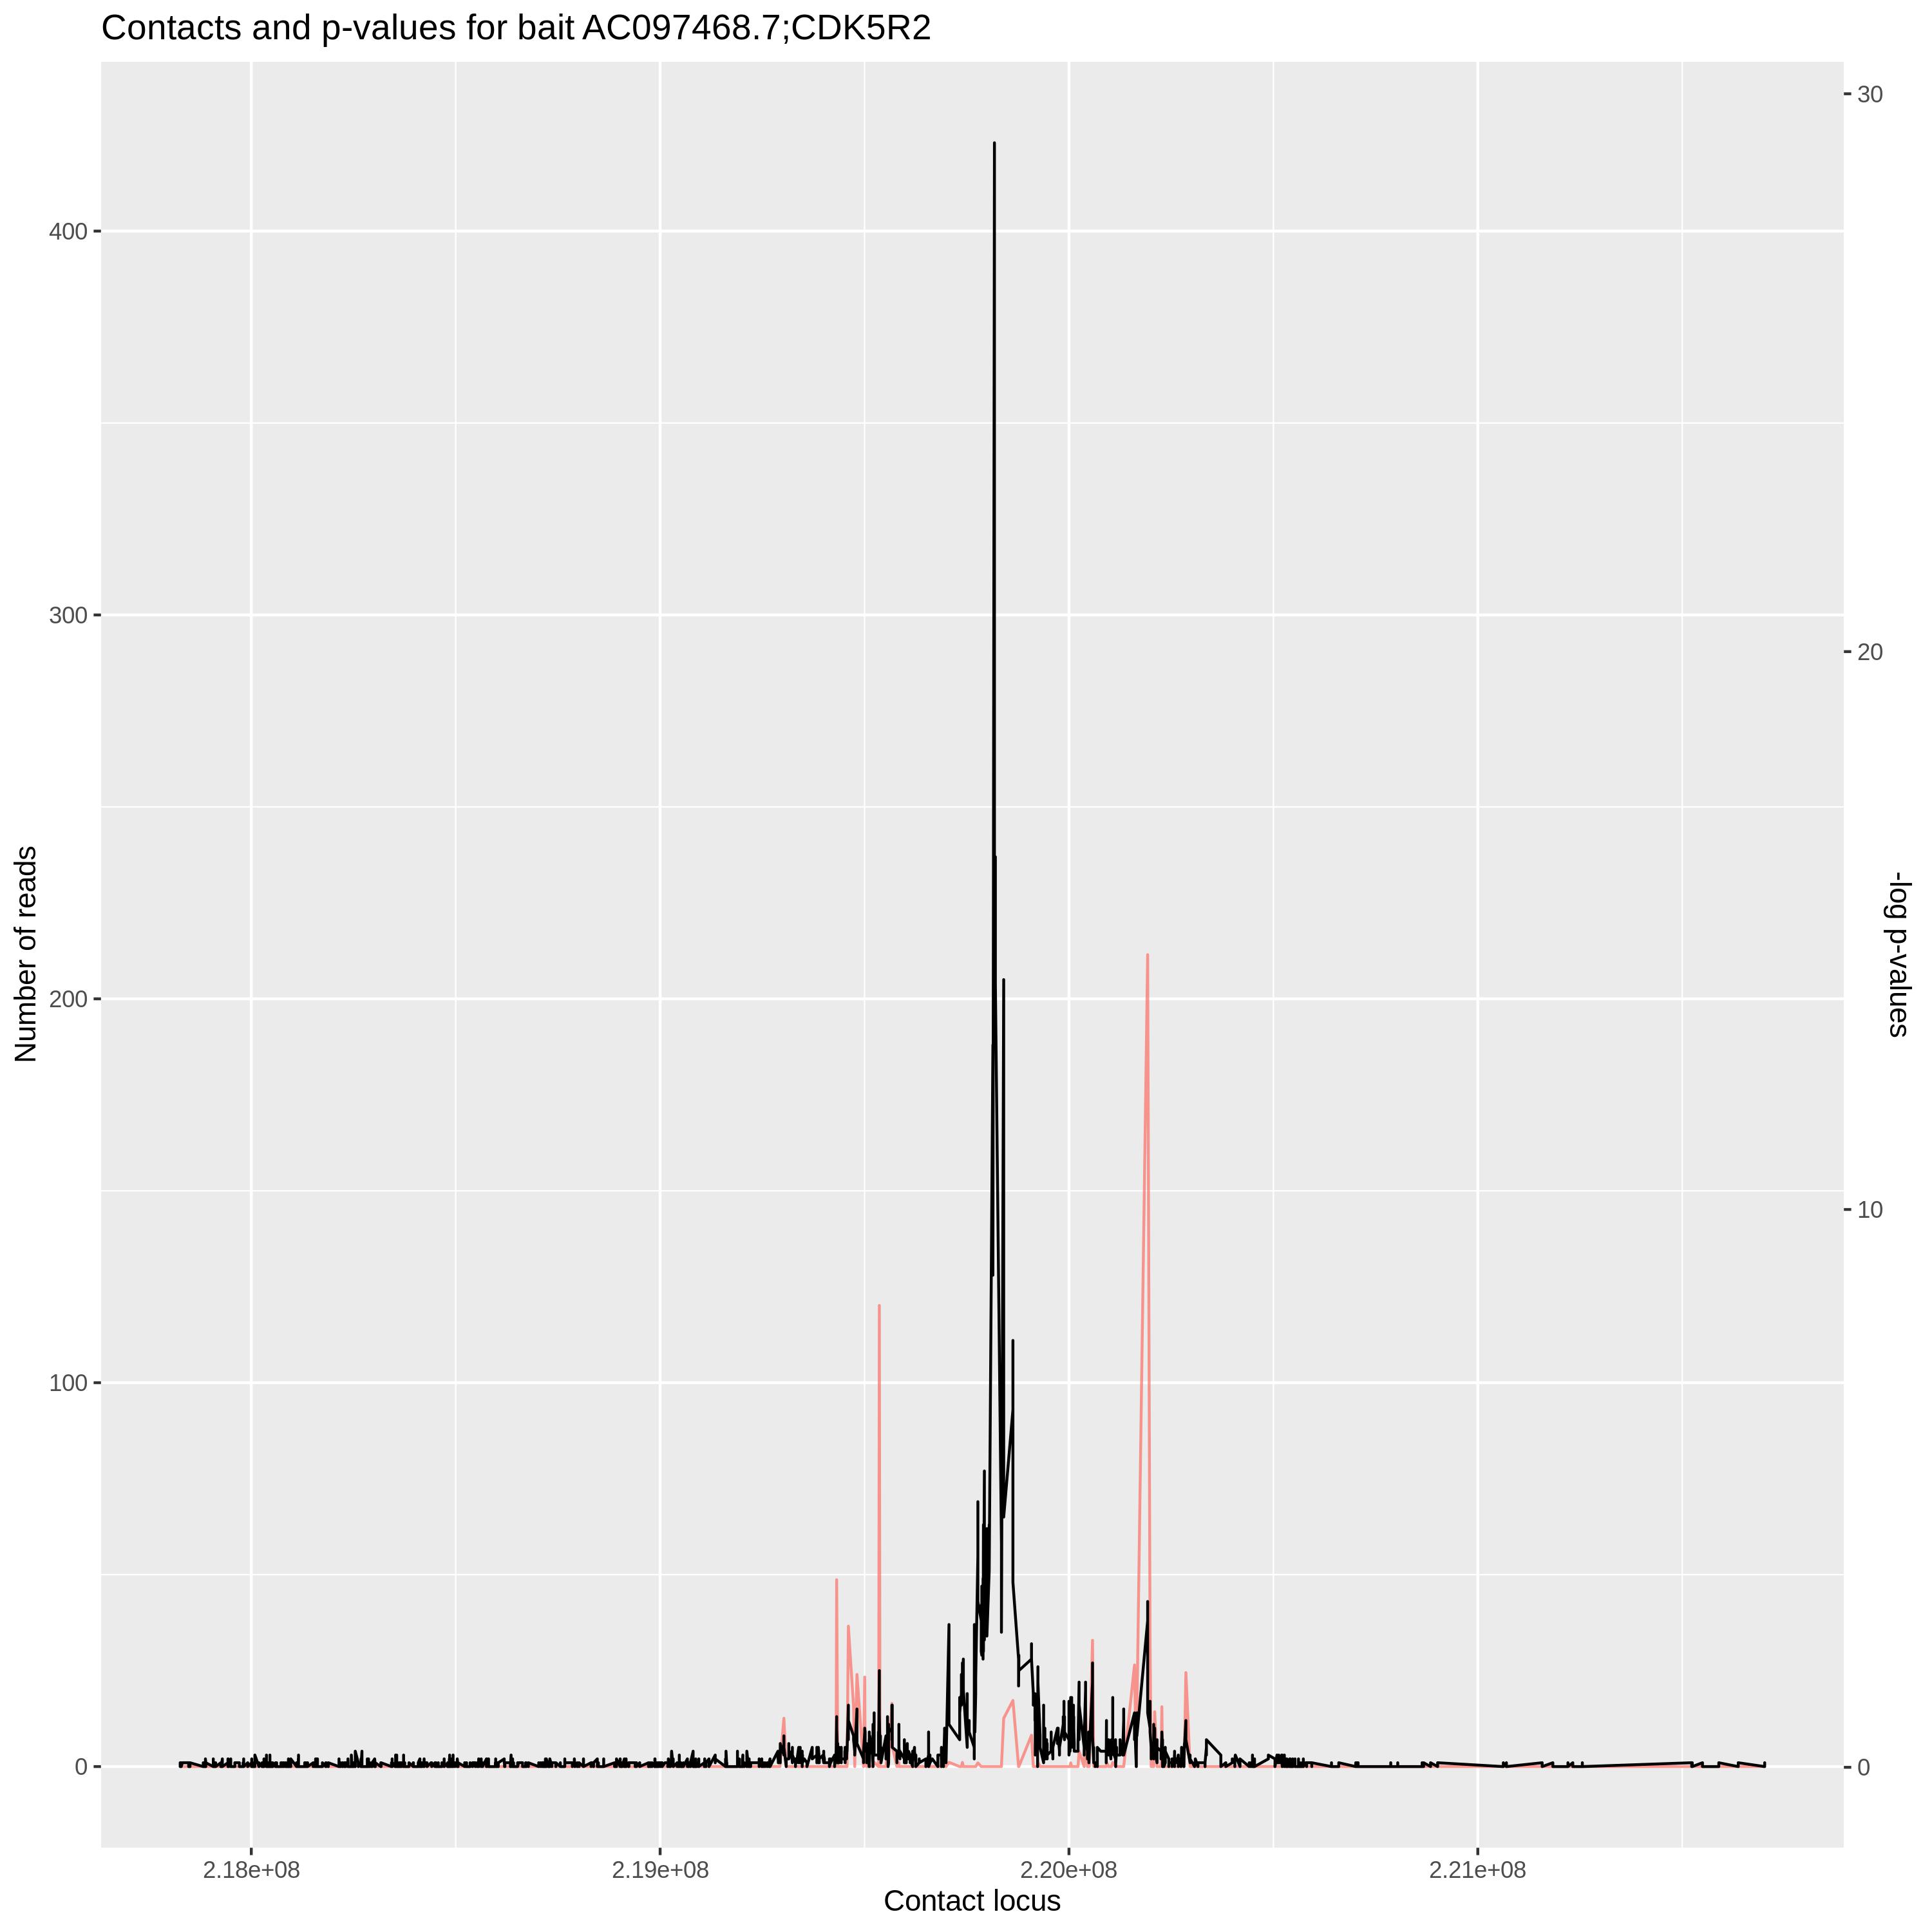 Contacts and p-values for bait AC097468.7;CDK5R2
Number of reads
400
300
200
100
0
30
20
10
0
-log p-values
2.18e+08
2.19e+08
2.20e+08
2.21e+08
Contact locus